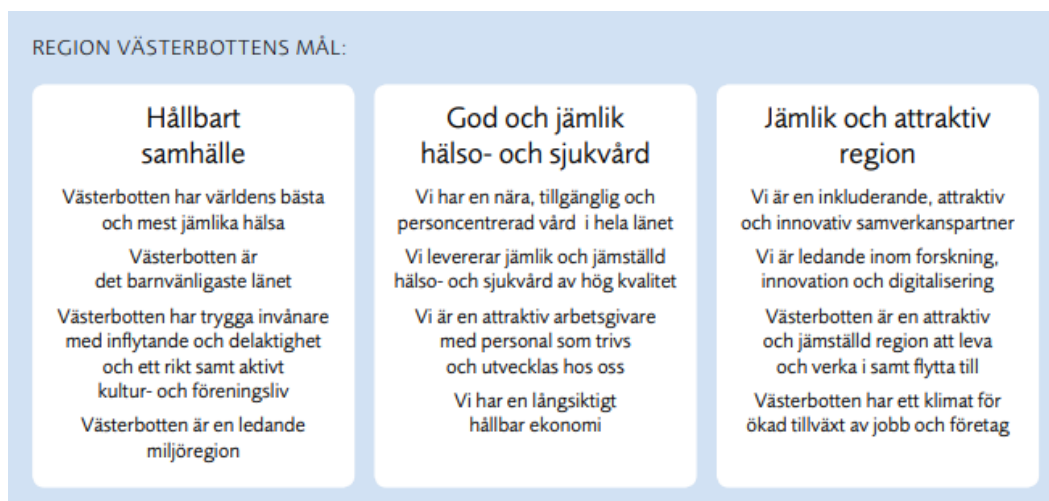 REGION VÄSTERBOTTENS MÅL:
Hållbart
samhälle
Västerbotten har världens bästa
och mest jämlika hälsa
Västerbotten är
det barnvänligaste länet
Västerbotten har trygga invånare
med inflytande och delaktighet
och ett rikt samt aktivt
kultur- och föreningsliv
Västerbotten är en ledande
miljöregion
God och jämlik
hälso- och sjukvård
Vi har en nära, tillgänglig och
personcentrerad vård i hela länet
Vi levererar jämlik och jämställd
hälso- och sjukvård av hög kvalitet
Vi är en attraktiv arbetsgivare
med personal som trivs
och utvecklas hos oss
Vi har en långsiktigt
hållbar ekonomi
Jämlik och attraktiv
region
Vi är en inkluderande, attraktiv
och innovativ samverkanspartner
Vi är ledande inom forskning,
innovation och digitalisering
Västerbotten är en attraktiv
och jämställd region att leva
och verka i samt flytta till
Västerbotten har ett klimat för
ökad tillväxt av jobb och företag